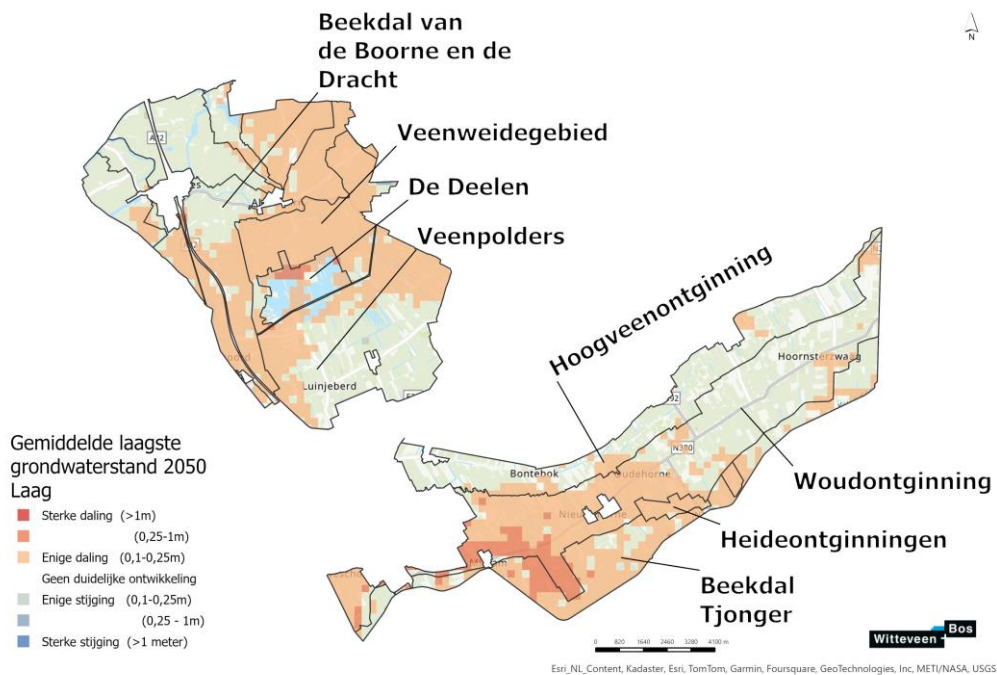 Beekdal van
de Boorne en de
Dracht
N
Veenweidegebied
De Deelen
Veenpolders
Hoogveenontginning
Hoornsterzwaag
Luinjeberd
Gemiddelde laagste
grondwaterstand 2050
Laag
Sterke daling (>1m)
(0,25-1m)
Enige daling (0,1-0,25m)
Geen duidelijke ontwikkeling
Enige stijging (0,1-0,25m)
(0,25 - 1m)
Sterke stijging (>1 meter)
Bontebok
N380
Woudontginning
Heideontginningen
Beekdal
Tjonger
0 820 1640 2460 3280 4100 m
Witteveen + Bos
Esri_NL_Content, Kadaster, Esri, TomTom, Garmin, Foursquare, GeoTechnologies, Inc, METI/NASA, USGS